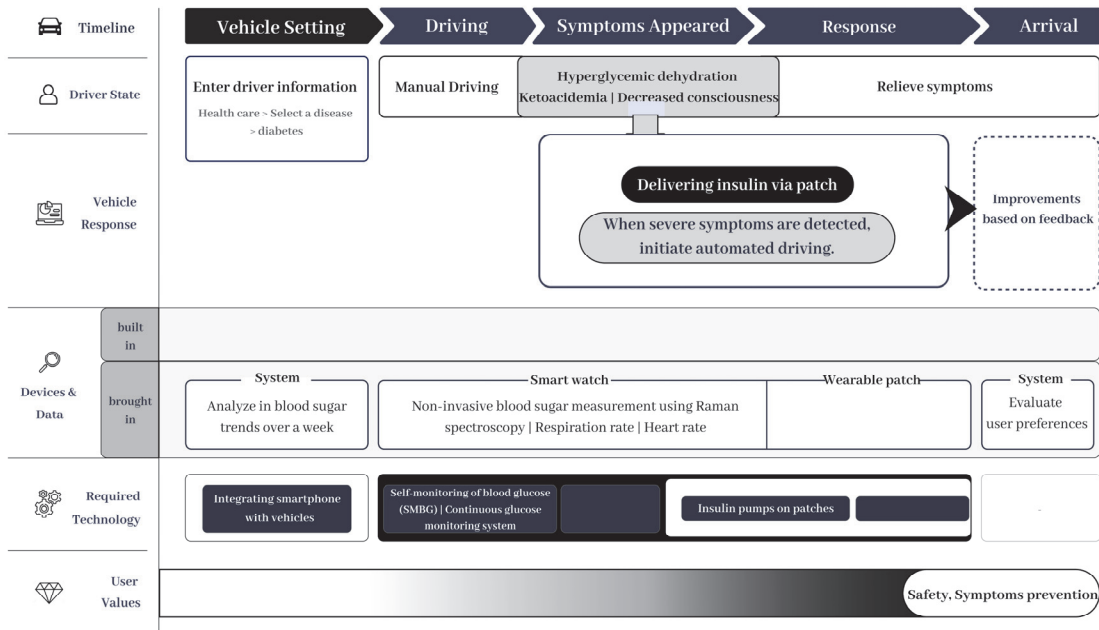 Timeline
Vehicle Setting
Driving
Symptoms Appeared
Response
Arrival
Driver State
Enter driver information
Health care > Select a disease
> diabetes
Manual Driving
Hyperglycemic dehydration
Ketoacidemia | Decreased consciousness
Relieve symptoms
Vehicle
Response
Delivering insulin via patch
When severe symptoms are detected,
initiate automated driving.
Improvements
based on feedback
Devices &
Data
built
in
brought
in
System
Analyze in blood sugar
trends over a week
Smart watch
Non-invasive blood sugar measurement using Raman
spectroscopy | Respiration rate | Heart rate
Wearable patch
System
Evaluate
user preferences
Required
Technology
Integrating smartphone
with vehicles
Self-monitoring of blood glucose
(SMBG) | Continuous glucose
monitoring system
Insulin pumps on patches
-
User
Values
Safety, Symptoms prevention